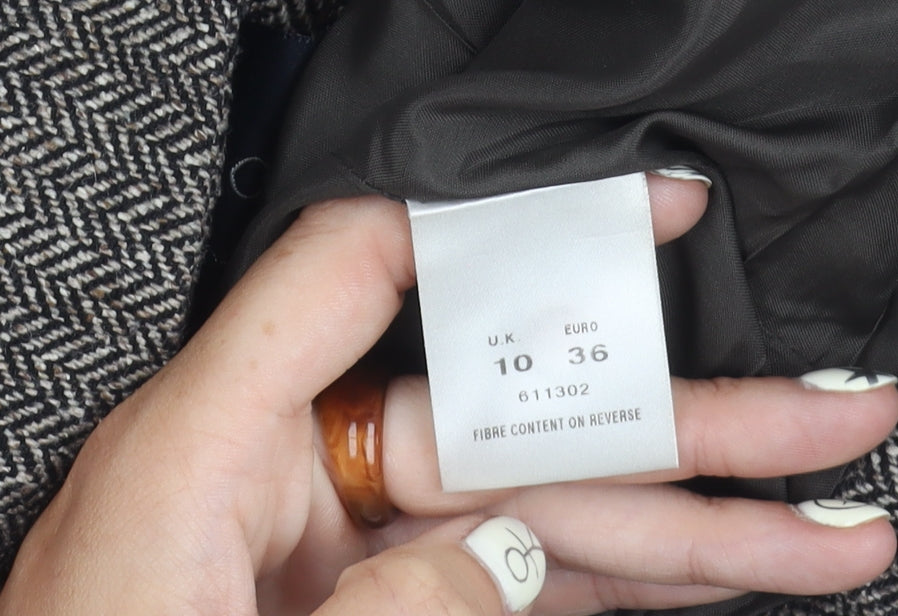 U.K. EURO
10 36
611302
FIBRE CONTENT ON REVERSE